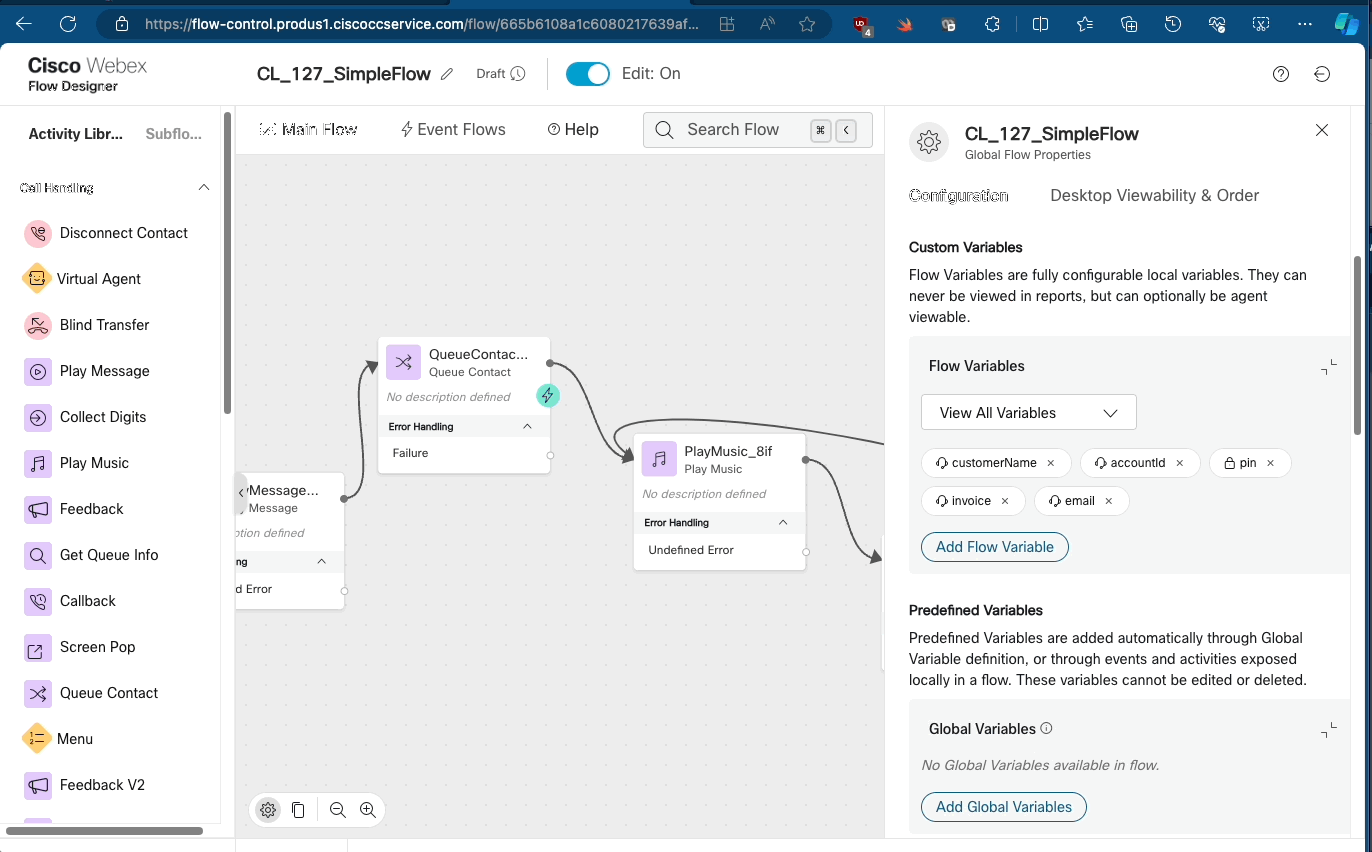 https://flow-control.produs1.ciscoccservice.com/flow/665b6108a1c6080217639af...
4
Cisco Webex
Flow Designer
CL_127_SimpleFlow
Draft
Edit: On
Activity Libr...
Subflo...
Main Flow
Event Flows
Help
Search Flow
⌘
<
Call Handling
Disconnect Contact
Virtual Agent
Blind Transfer
Play Message
Collect Digits
Play Music
Feedback
Get Queue Info
Callback
Screen Pop
Queue Contact
Menu
Feedback V2
yMessage...
Message
ption defined
ng
d Error
QueueContac...
Queue Contact
No description defined
Error Handling
Failure
PlayMusic_8if
Play Music
No description defined
Error Handling
Undefined Error
CL_127_SimpleFlow
Global Flow Properties
Configuration
Desktop Viewability & Order
Custom Variables
Flow Variables are fully configurable local variables. They can
never be viewed in reports, but can optionally be agent
viewable.
Flow Variables
View All Variables
customerName ×
accountId ×
pin ×
invoice ×
email ×
Add Flow Variable
Predefined Variables
Predefined Variables are added automatically through Global
Variable definition, or through events and activities exposed
locally in a flow. These variables cannot be edited or deleted.
Global Variables
No Global Variables available in flow.
Add Global Variables